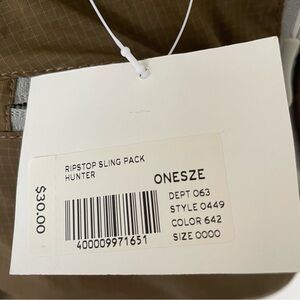 RIPSTOP SLING PACK
HUNTER
ONESZE
$30.00
DEPT 063
STYLE 0449
COLOR 642
SIZE 0000
400009971651